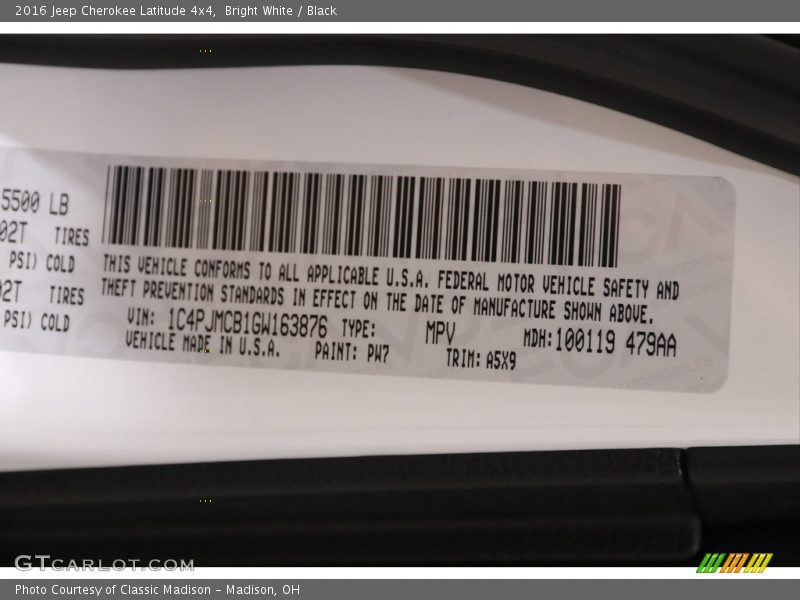 2016 Jeep Cherokee Latitude 4x4,  Bright White / Black
5500 LB
02T TIRES
PSI) COLD
02T TIRES
PSI) COLD
THIS VEHICLE CONFORMS TO ALL APPLICABLE U.S.A. FEDERAL MOTOR VEHICLE SAFETY AND
THEFT PREVENTION STANDARDS IN EFFECT ON THE DATE OF MANUFACTURE SHOWN ABOVE.
VIN: 1C4PJMCB1GW163876 TYPE: MPV MDH:100119 479AA
VEHICLE MADE IN U.S.A. PAINT: PW7 TRIM: A5X9
GTCARLOT.COM
Photo Courtesy of Classic Madison – Madison, OH